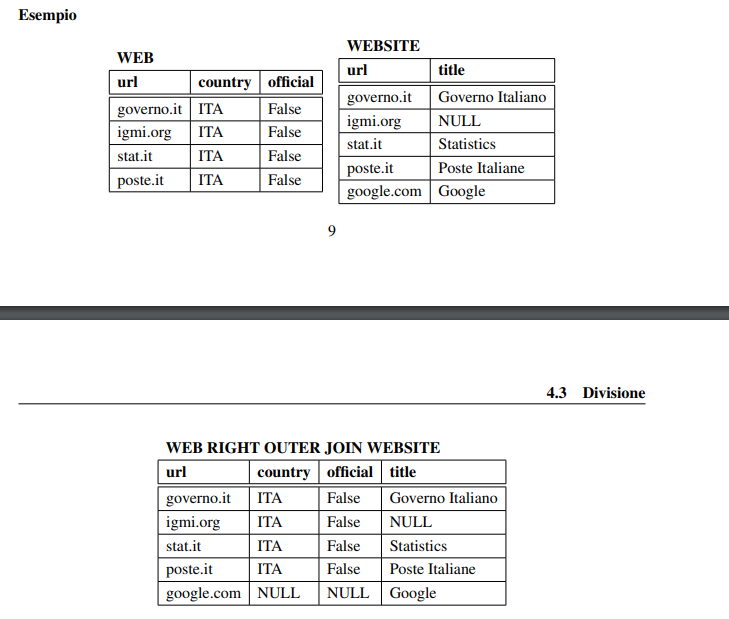 Esempio
WEB
url country official
governo.it ITA False
igmi.org ITA False
stat.it ITA False
poste.it ITA False
WEBSITE
url title
governo.it Governo Italiano
igmi.org NULL
stat.it Statistics
poste.it Poste Italiane
google.com Google
9
4.3 Divisione
WEB RIGHT OUTER JOIN WEBSITE
url country official title
governo.it ITA False Governo Italiano
igmi.org ITA False NULL
stat.it ITA False Statistics
poste.it ITA False Poste Italiane
google.com NULL NULL Google